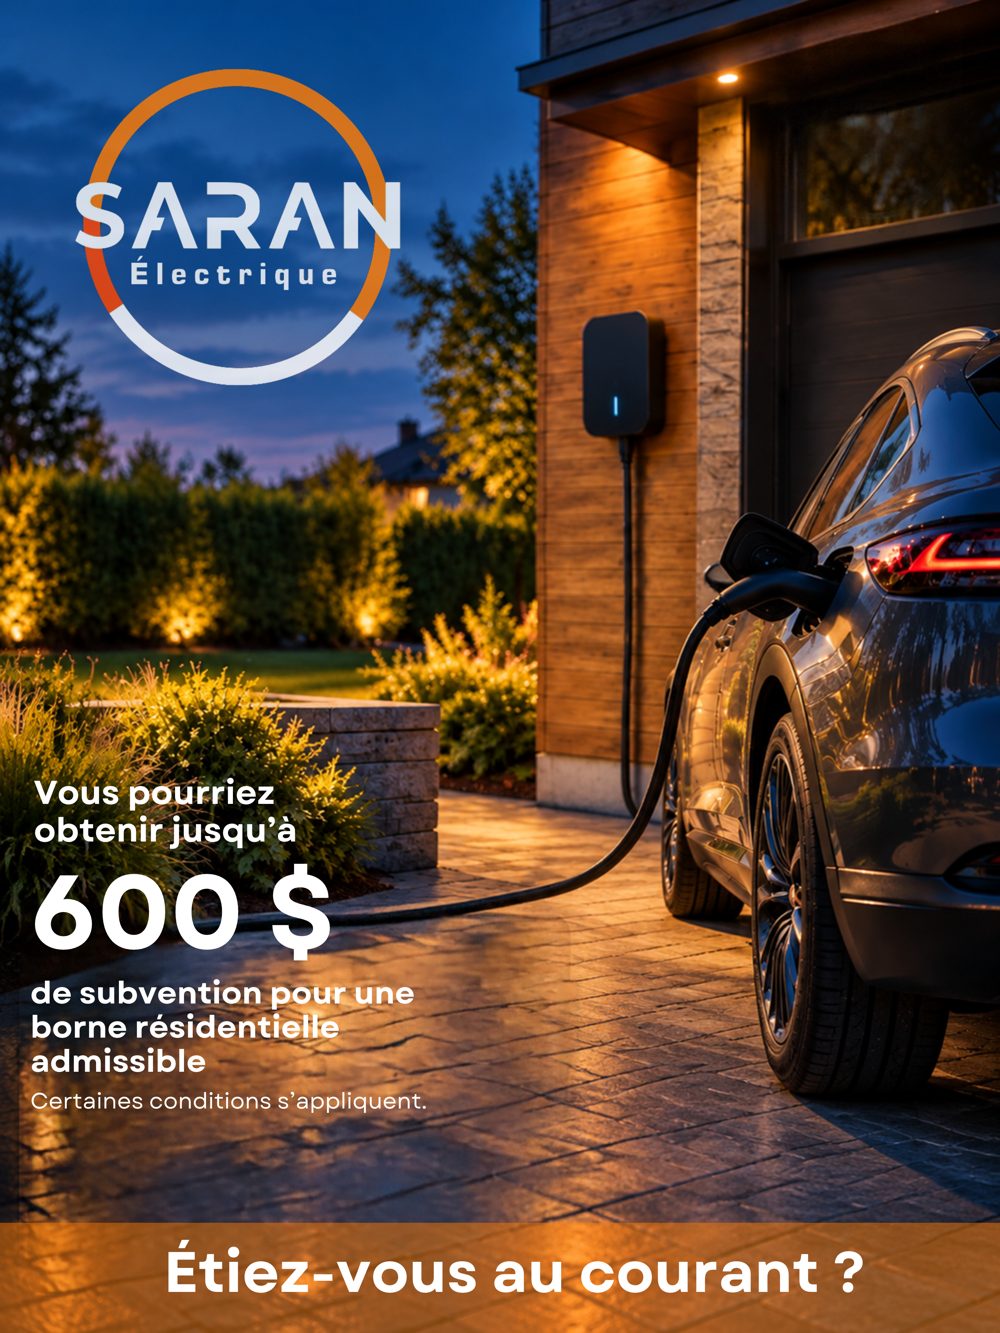 SARAN
Électrique
Vous pourriez
obtenir jusqu'à
600 $
de subvention pour une
borne résidentielle
admissible
Certaines conditions s'appliquent.
Étiez-vous au courant ?